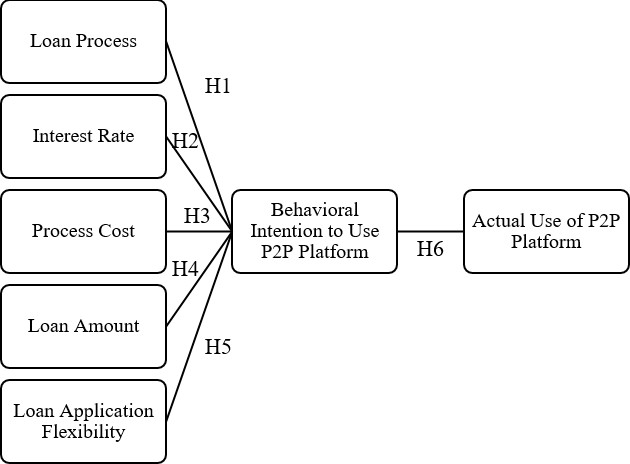 Loan Process
H1
Interest Rate
H2
Process Cost
H3
Behavioral
Intention to Use
P2P Platform
H6
Actual Use of P2P
Platform
H4
Loan Amount
H5
Loan Application
Flexibility